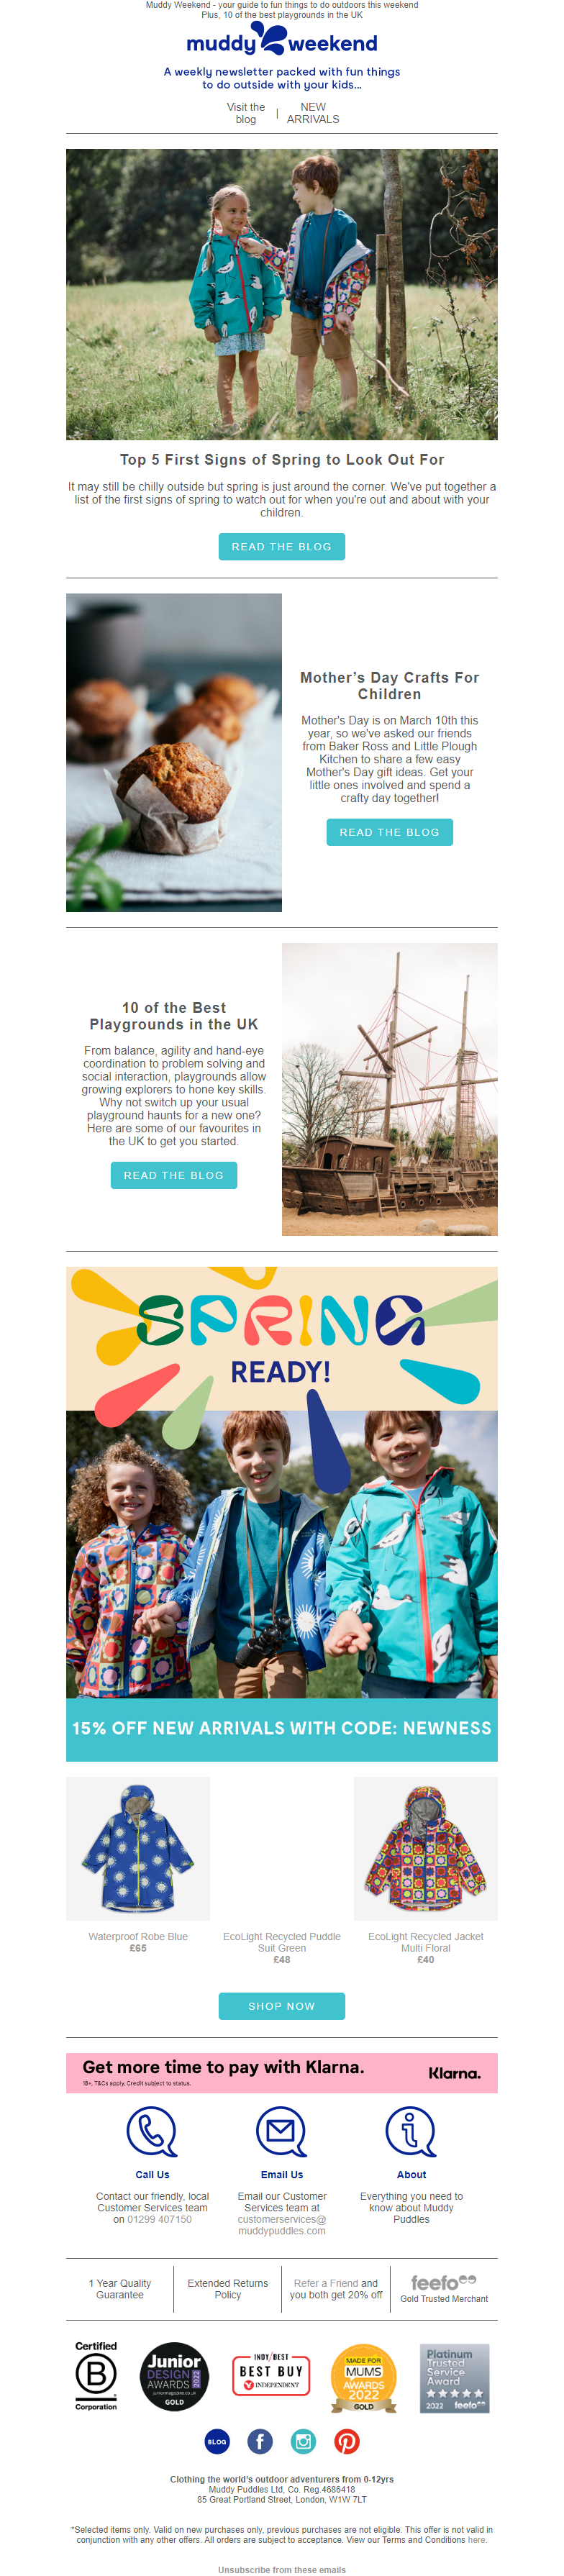 Muddy Weekend - your guide to fun things to do outdoors this weekend
Plus, 10 of the best playgrounds in the UK
muddy weekend
A weekly newsletter packed with fun things
to do outside with your kids...
Visit the
blog
|
NEW
ARRIVALS
Top 5 First Signs of Spring to Look Out For
It may still be chilly outside but spring is just around the corner. We've put together a
list of the first signs of spring to watch out for when you're out and about with your
children.
READ THE BLOG
Mother's Day Crafts For
Children
Mother's Day is on March 10th this
year, so we've asked our friends
from Baker Ross and Little Plough
Kitchen to share a few easy
Mother's Day gift ideas. Get your
little ones involved and spend a
crafty day together!
READ THE BLOG
10 of the Best
Playgrounds in the UK
From balance, agility and hand-eye
coordination to problem solving and
social interaction, playgrounds allow
growing explorers to hone key skills.
Why not switch up your usual
playground haunts for a new one?
Here are some of our favourites in
the UK to get you started.
READ THE BLOG
SPRING
READY!
15% OFF NEW ARRIVALS WITH CODE: NEWNESS
Waterproof Robe Blue
£65
EcoLight Recycled Puddle
Suit Green
£48
EcoLight Recycled Jacket
Multi Floral
£40
SHOP NOW
Get more time to pay with Klarna.
18+, T&Cs apply, Credit subject to status.
Klarna.
Call Us
Contact our friendly, local
Customer Services team
on 01299 407150
Email Us
Email our Customer
Services team at
customerservices@
muddypuddles.com
About
Everything you need to
know about Muddy
Puddles
1 Year Quality
Guarantee
Extended Returns
Policy
Refer a Friend and
you both get 20% off
feefo
Gold Trusted Merchant
Certified
B
Corporation
Junior
DESIGN
AWARDS
2022
GOLD
INDY/BEST
BEST BUY
INDEPENDENT
MADE FOR
MUMS
AWARDS
2022
GOLD
Platinum
Trusted
Service
Award
2022 feefo
BLOG
Clothing the world's outdoor adventurers from 0-12yrs
Muddy Puddles Ltd, Co. Reg.4686418
85 Great Portland Street, London, W1W 7LT
*Selected items only. Valid on new purchases only, previous purchases are not eligible. This offer is not valid in
conjunction with any other offers. All orders are subject to acceptance. View our Terms and Conditions here.
Unsubscribe from these emails